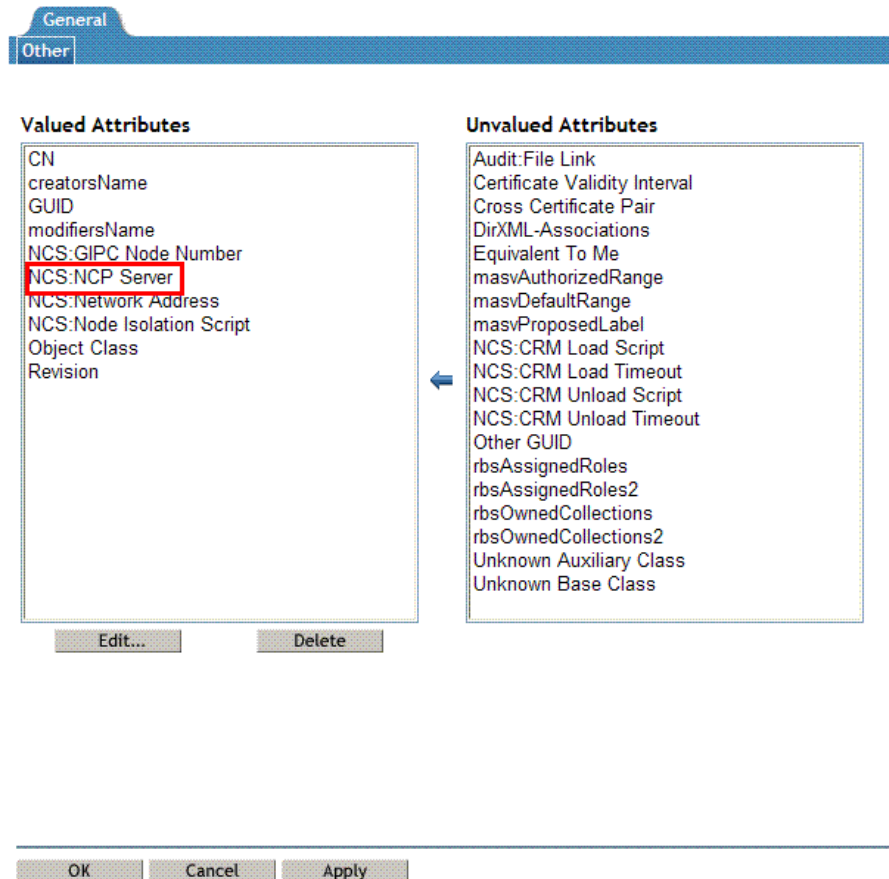 General
Other
Valued Attributes
CN
creatorsName
GUID
modifiersName
NCS:GIPC Node Number
NCS:NCP Server
NCS:Network Address
NCS:Node Isolation Script
Object Class
Revision
Edit...
Delete
Unvalued Attributes
Audit:File Link
Certificate Validity Interval
Cross Certificate Pair
DirXML-Associations
Equivalent To Me
masvAuthorizedRange
masvDefaultRange
masvProposedLabel
NCS:CRM Load Script
NCS:CRM Load Timeout
NCS:CRM Unload Script
NCS:CRM Unload Timeout
Other GUID
rbsAssignedRoles
rbsAssignedRoles2
rbsOwnedCollections
rbsOwnedCollections2
Unknown Auxiliary Class
Unknown Base Class
OK
Cancel
Apply